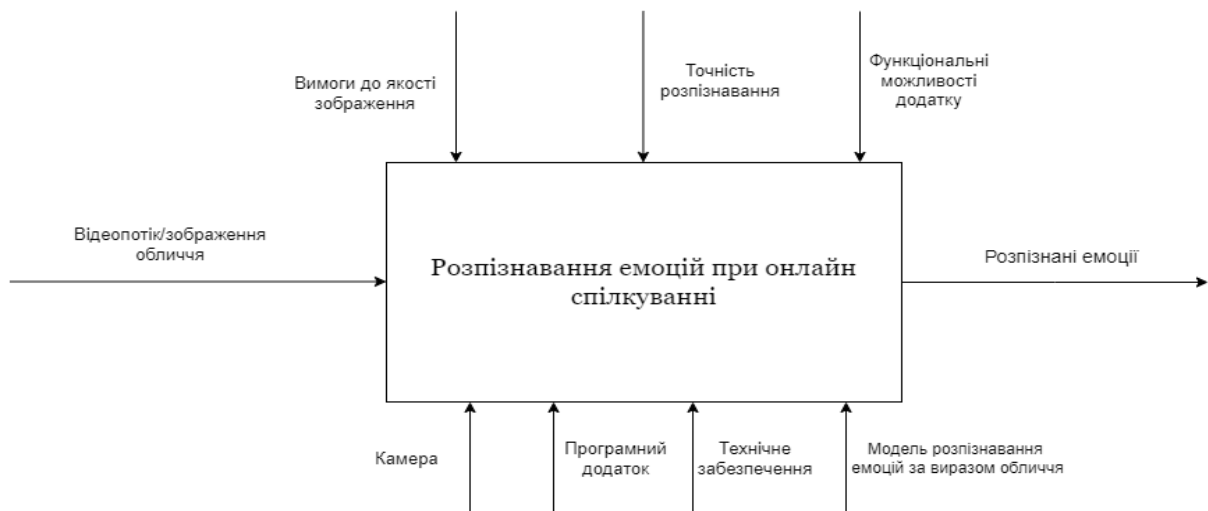 Вимоги до якості
зображення
Точність
розпізнавання
Функціональні
можливості
додатку
Відеопотік/зображення
обличчя
Розпізнавання емоцій при онлайн
спілкуванні
Розпізнані емоції
Камера
Програмний
додаток
Технічне
забезпечення
Модель розпізнавання
емоцій за виразом обличчя